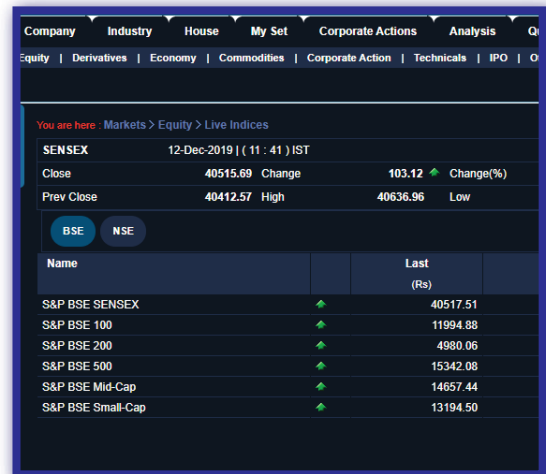 Company Industry House My Set Corporate Actions Analysis
Equity | Derivatives | Economy | Commodities | Corporate Action | Technicals | IPO |
You are here : Markets > Equity > Live Indices
SENSEX 12-Dec-2019 | ( 11 : 41 ) IST
Close 40515.69 Change 103.12 Change(%)
Prev Close 40412.57 High 40636.96 Low
BSE NSE
Name Last
(Rs)
S&P BSE SENSEX 40517.51
S&P BSE 100 11994.88
S&P BSE 200 4980.06
S&P BSE 500 15342.08
S&P BSE Mid-Cap 14657.44
S&P BSE Small-Cap 13194.50